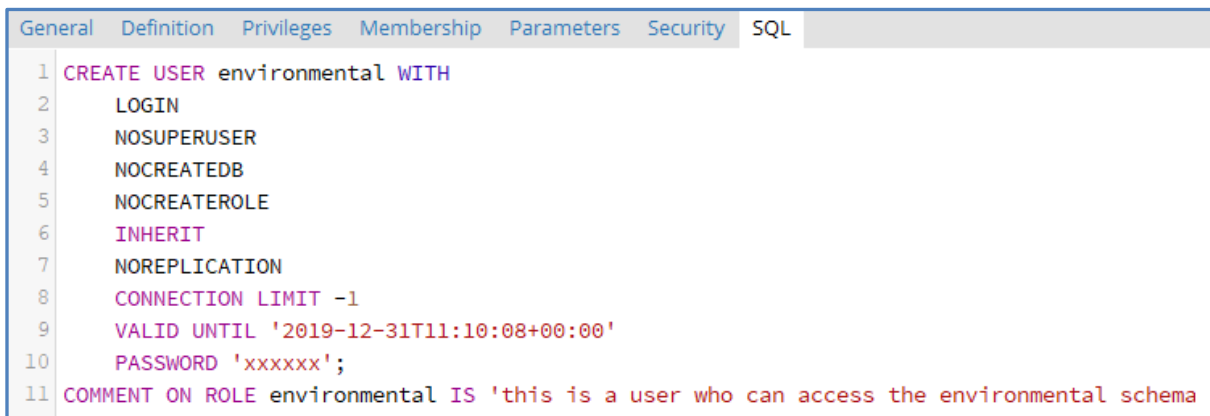 General Definition Privileges Membership Parameters Security SQL
1 CREATE USER environmental WITH
2 LOGIN
3 NOSUPERUSER
4 NOCREATEDB
5 NOCREATEROLE
6 INHERIT
7 NOREPLICATION
8 CONNECTION LIMIT -1
9 VALID UNTIL '2019-12-31T11:10:08+00:00'
10 PASSWORD 'xxxxxx';
11 COMMENT ON ROLE environmental IS 'this is a user who can access the environmental schema